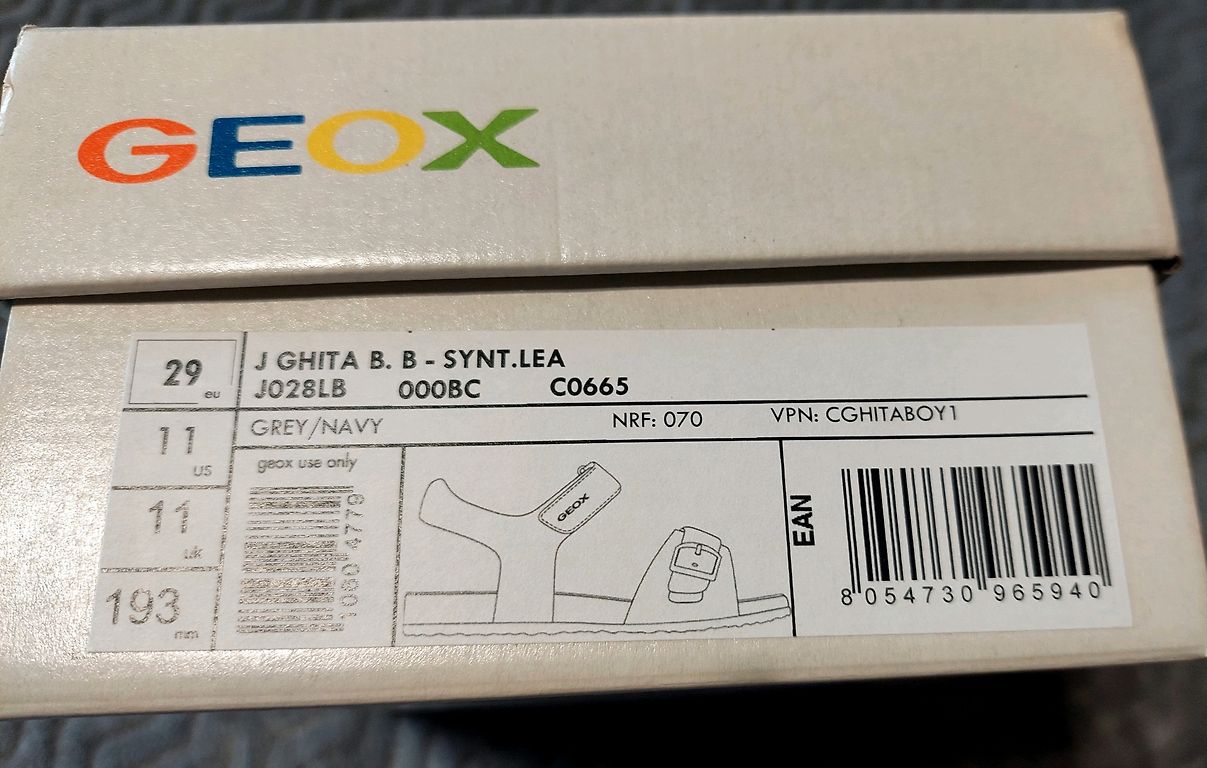 GEOX
29 eu
J GHITA B. B - SYNT.LEA
J028LB 000BC C0665
11 US
GREY/NAVY NRF: 070 VPN: CGHITABOY1
11 uk
193 mm
geox use only
GEOX
EAN
8 054730 965940